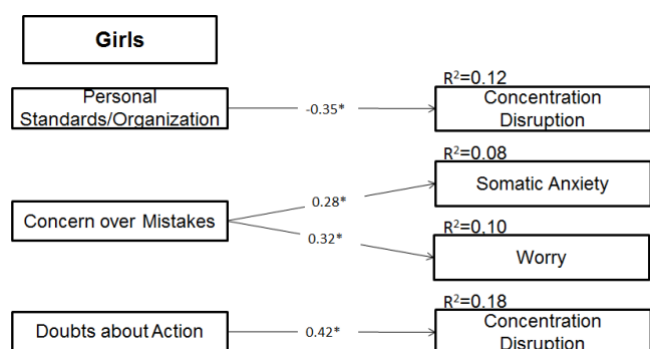 Girls
R²=0.12
Personal
Standards/Organization
-0.35*
Concentration
Disruption
R²=0.08
Somatic Anxiety
0.28*
Concern over Mistakes
R²=0.10
0.32*
Worry
R²=0.18
Doubts about Action
0.42*
Concentration
Disruption